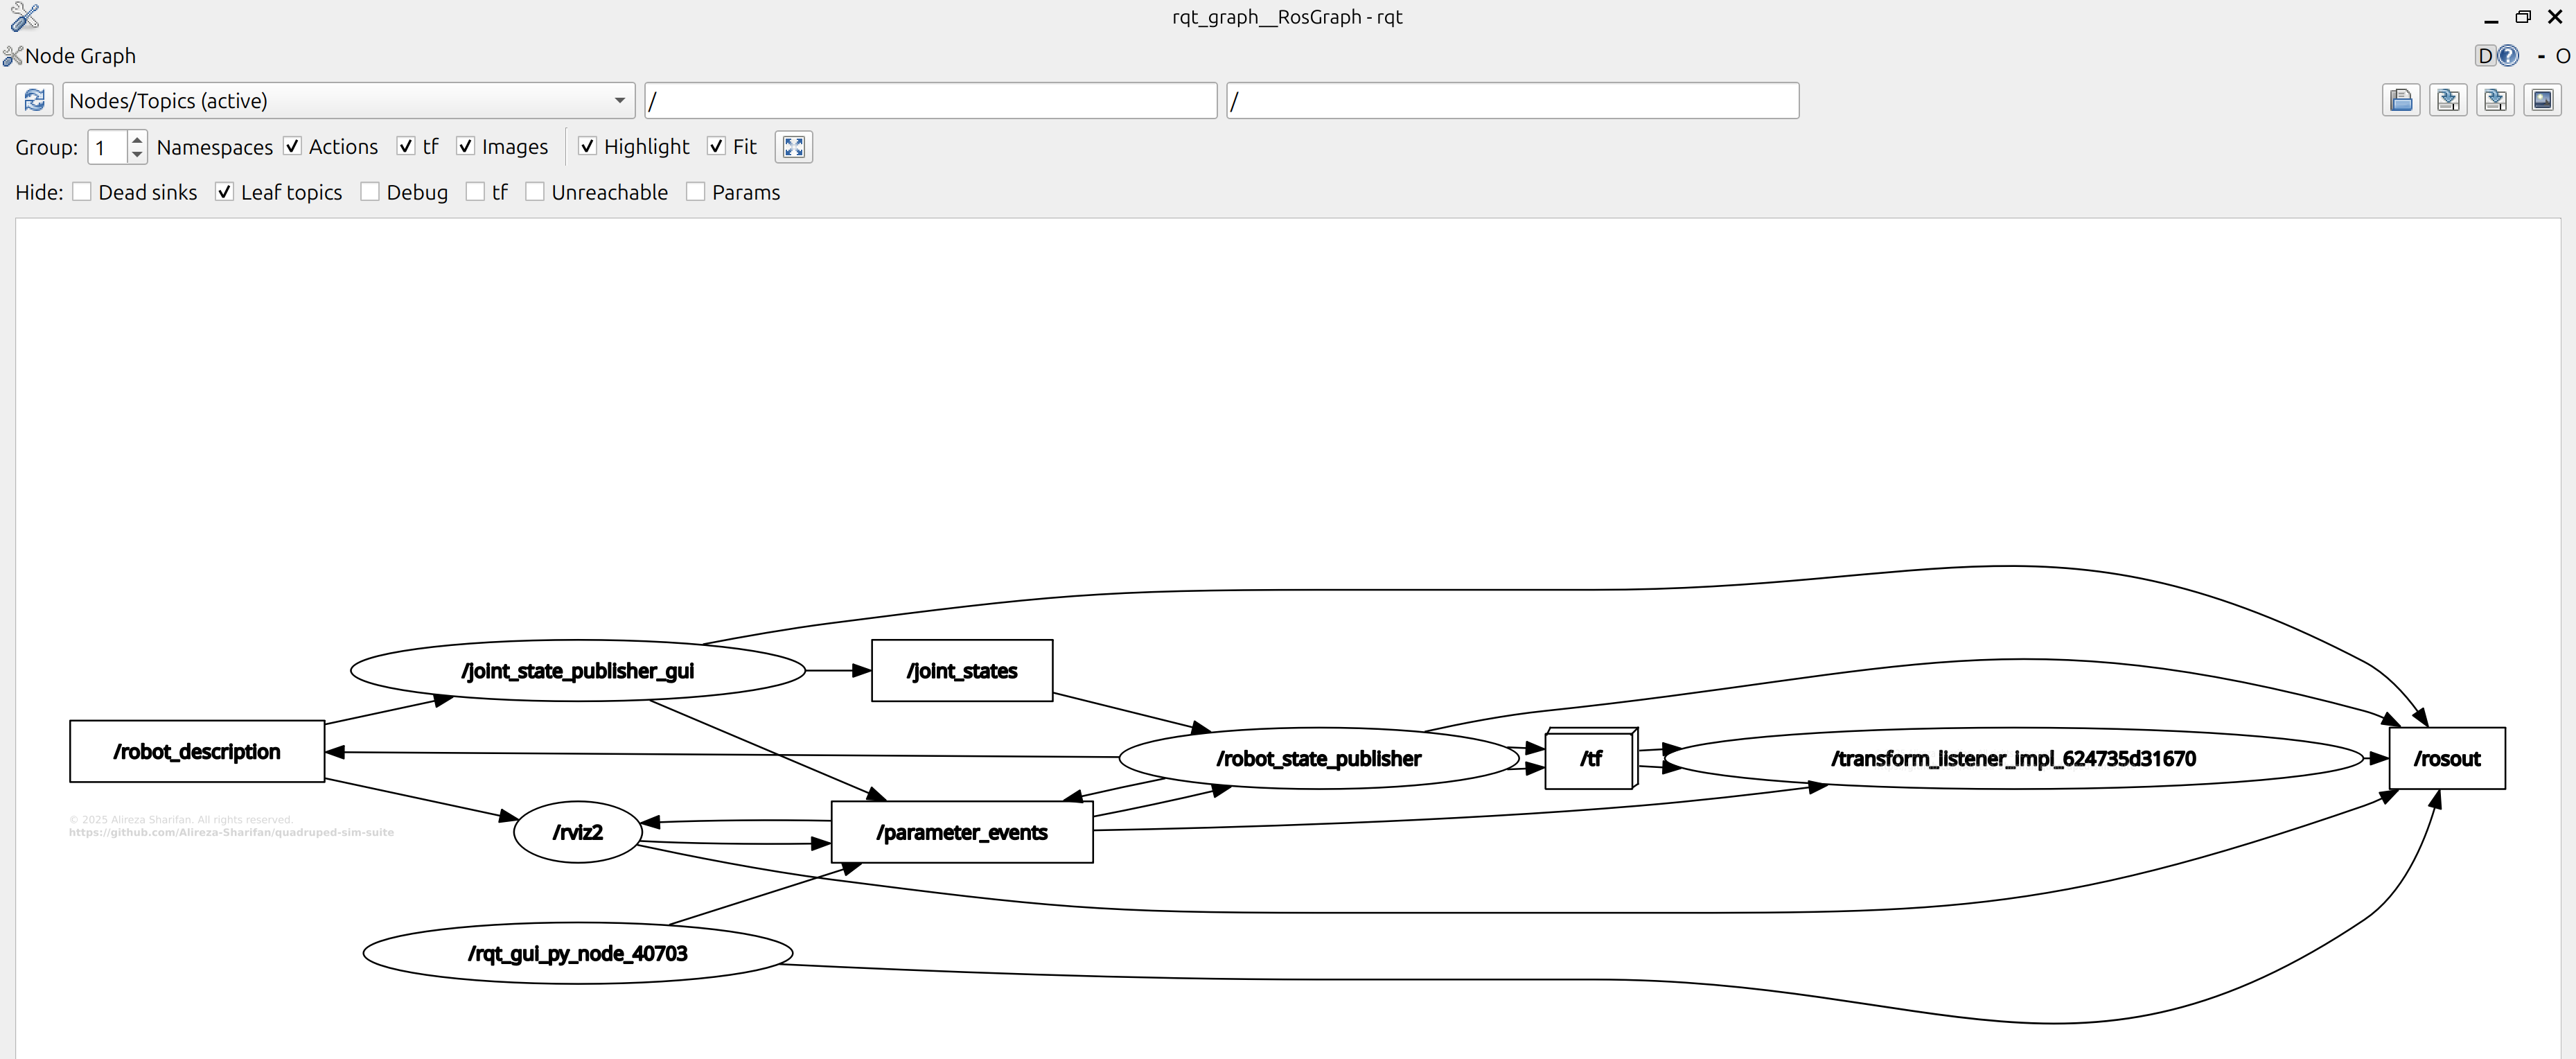 rqt_graph__RosGraph - rqt
Node Graph
D
- O
Nodes/Topics (active)
/
/
Group: 1 Namespaces Actions tf Images Highlight Fit
Hide: Dead sinks Leaf topics Debug tf Unreachable Params
/joint_state_publisher_gui
/joint_states
/robot_description
/robot_state_publisher
/tf
/transform_listener_impl_624735d31670
/rosout
© 2025 Alireza Sharifan. All rights reserved.
https://github.com/Alireza-Sharifan/quadruped-sim-suite
/rviz2
/parameter_events
/rqt_gui_py_node_40703